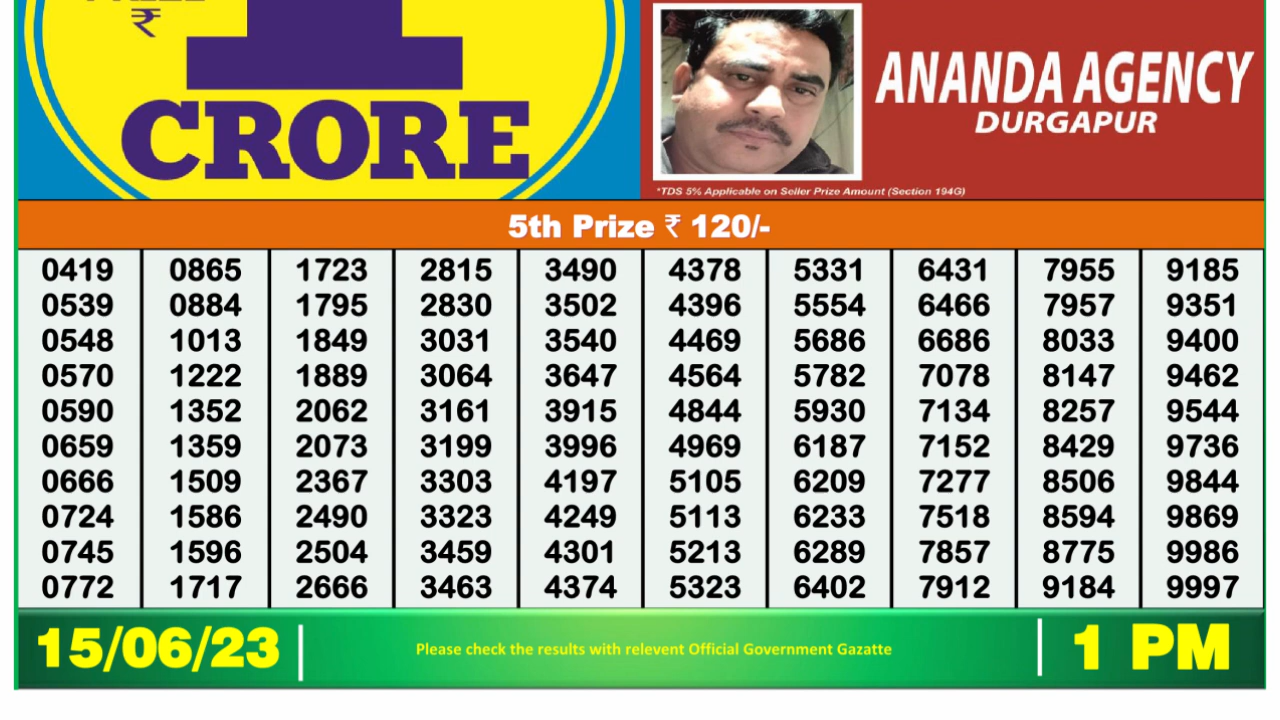 ₹
1
CRORE
ANANDA AGENCY
DURGAPUR
*TDS 5% Applicable on Seller Prize Amount (Section 194G)
5th Prize ₹ 120/-
0419 0865 1723 2815 3490 4378 5331 6431 7955 9185
0539 0884 1795 2830 3502 4396 5554 6466 7957 9351
0548 1013 1849 3031 3540 4469 5686 6686 8033 9400
0570 1222 1889 3064 3647 4564 5782 7078 8147 9462
0590 1352 2062 3161 3915 4844 5930 7134 8257 9544
0659 1359 2073 3199 3996 4969 6187 7152 8429 9736
0666 1509 2367 3303 4197 5105 6209 7277 8506 9844
0724 1586 2490 3323 4249 5113 6233 7518 8594 9869
0745 1596 2504 3459 4301 5213 6289 7857 8775 9986
0772 1717 2666 3463 4374 5323 6402 7912 9184 9997
15/06/23
Please check the results with relevent Official Government Gazatte
1 PM